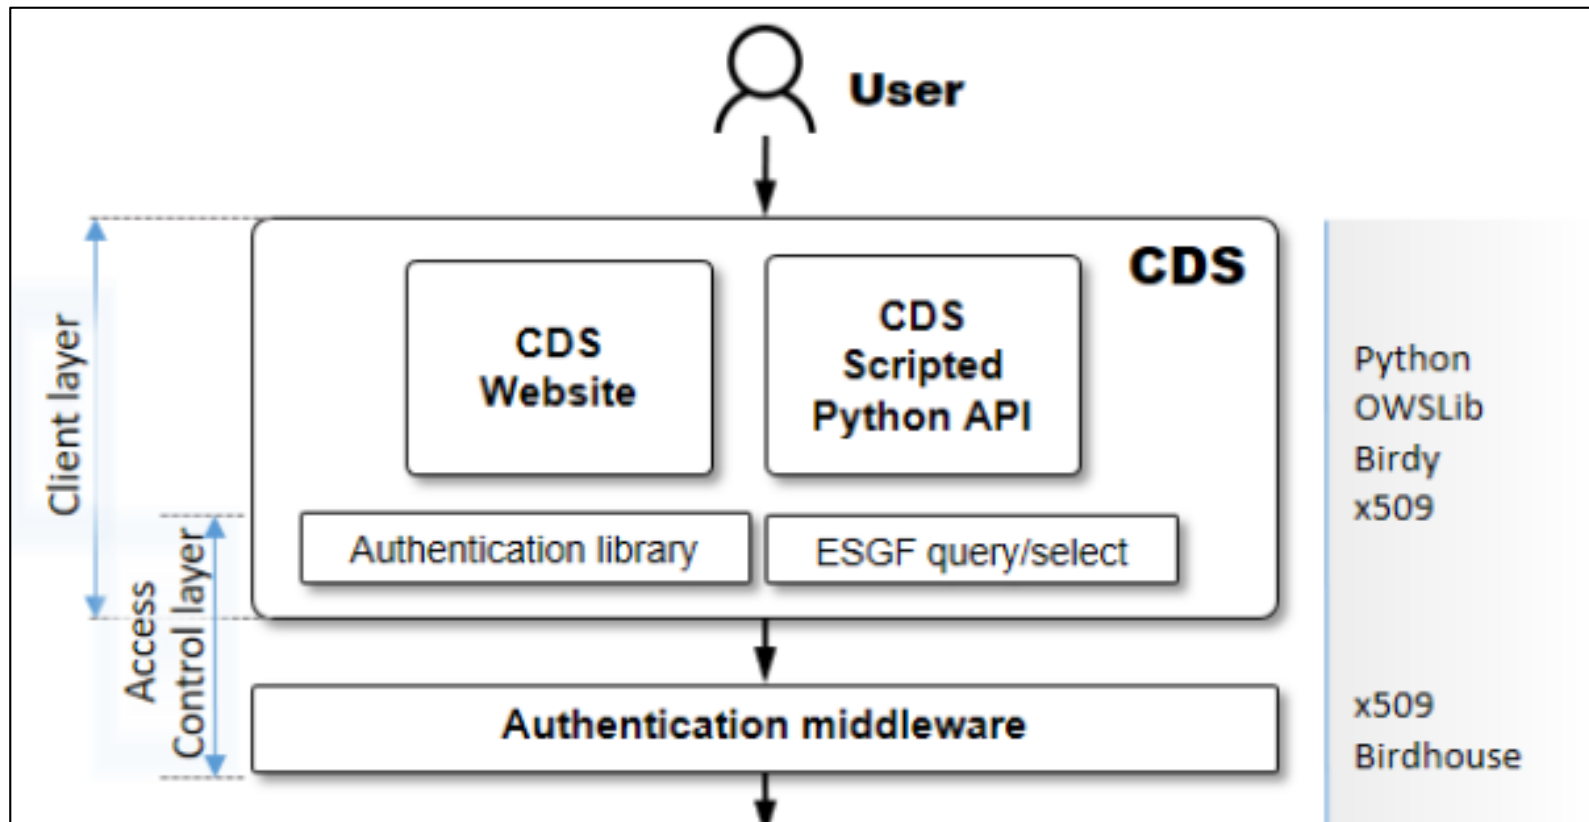 User
CDS
CDS
Website
CDS
Scripted
Python API
Client layer
Python
OWSLib
Birdy
x509
Authentication library
ESGF query/select
Access
Control layer
Authentication middleware
x509
Birdhouse